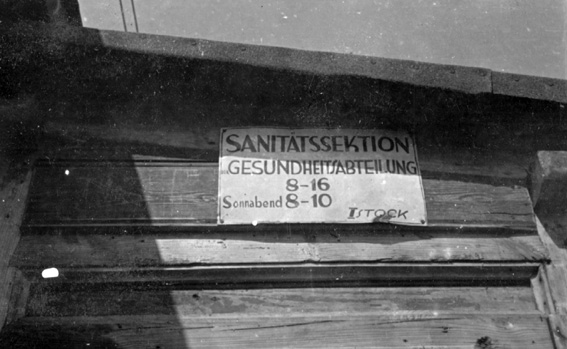 SANITÄTSSEKTION
GESUNDHEITSABTEILUNG
8-16
Sonnabend 8-10
I STOCK